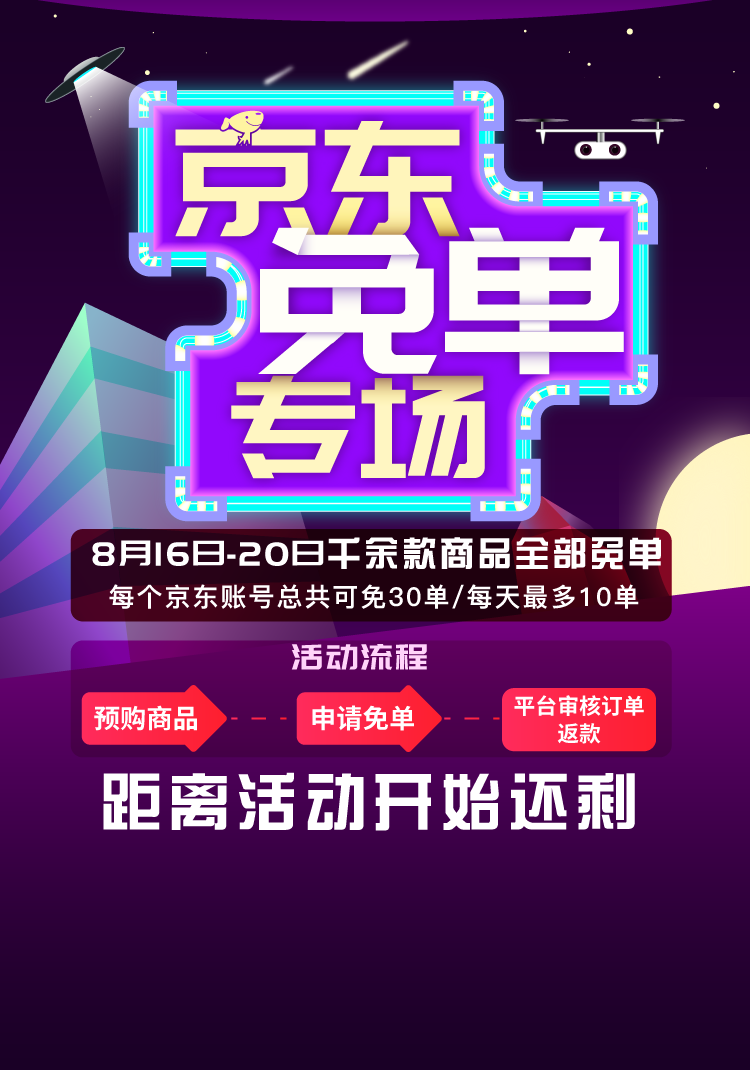 京东
免单
专场
8月16日-20日千余款商品全部免单
每个京东账号总共可免30单/每天最多10单
活动流程
预购商品
申请免单
平台审核订单
返款
距离活动开始还剩